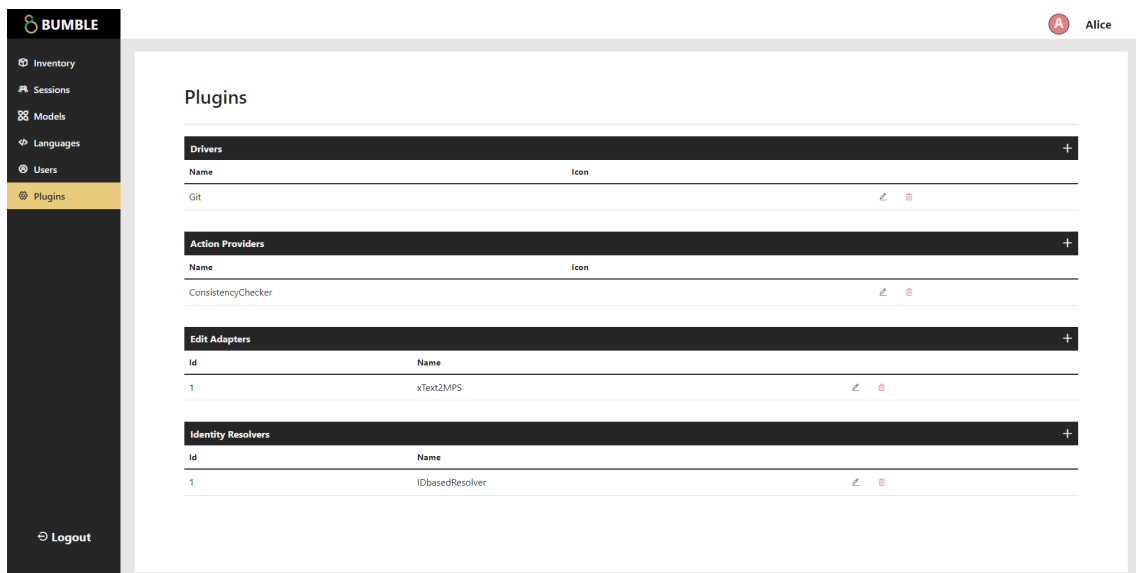 BUMBLE
A Alice
Inventory
Sessions
Models
Languages
Users
Plugins
Logout
Plugins
Drivers +
Name Icon
Git
Action Providers +
Name Icon
ConsistencyChecker
Edit Adapters +
Id Name
1 xText2MPS
Identity Resolvers +
Id Name
1 IDbasedResolver